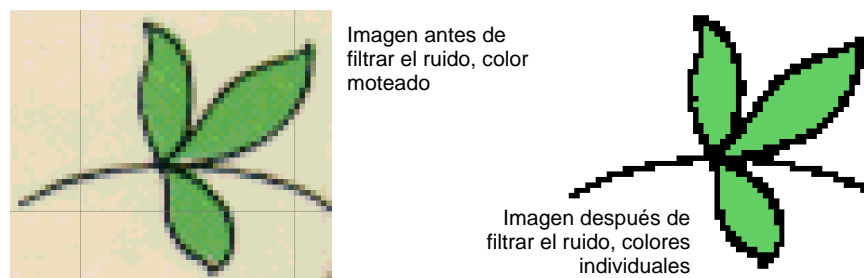 Imagen antes de
filtrar el ruido, color
moteado
Imagen después de
filtrar el ruido, colores
individuales